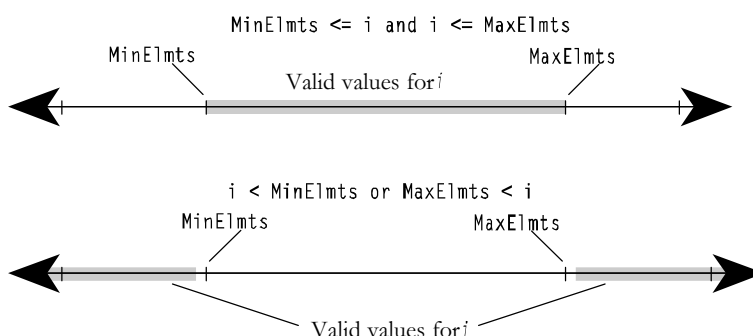 MinElmts <= i and i <= MaxElmts
MinElmts
MaxElmts
Valid values for i
i < MinElmts or MaxElmts < i
MinElmts
MaxElmts
Valid values for i